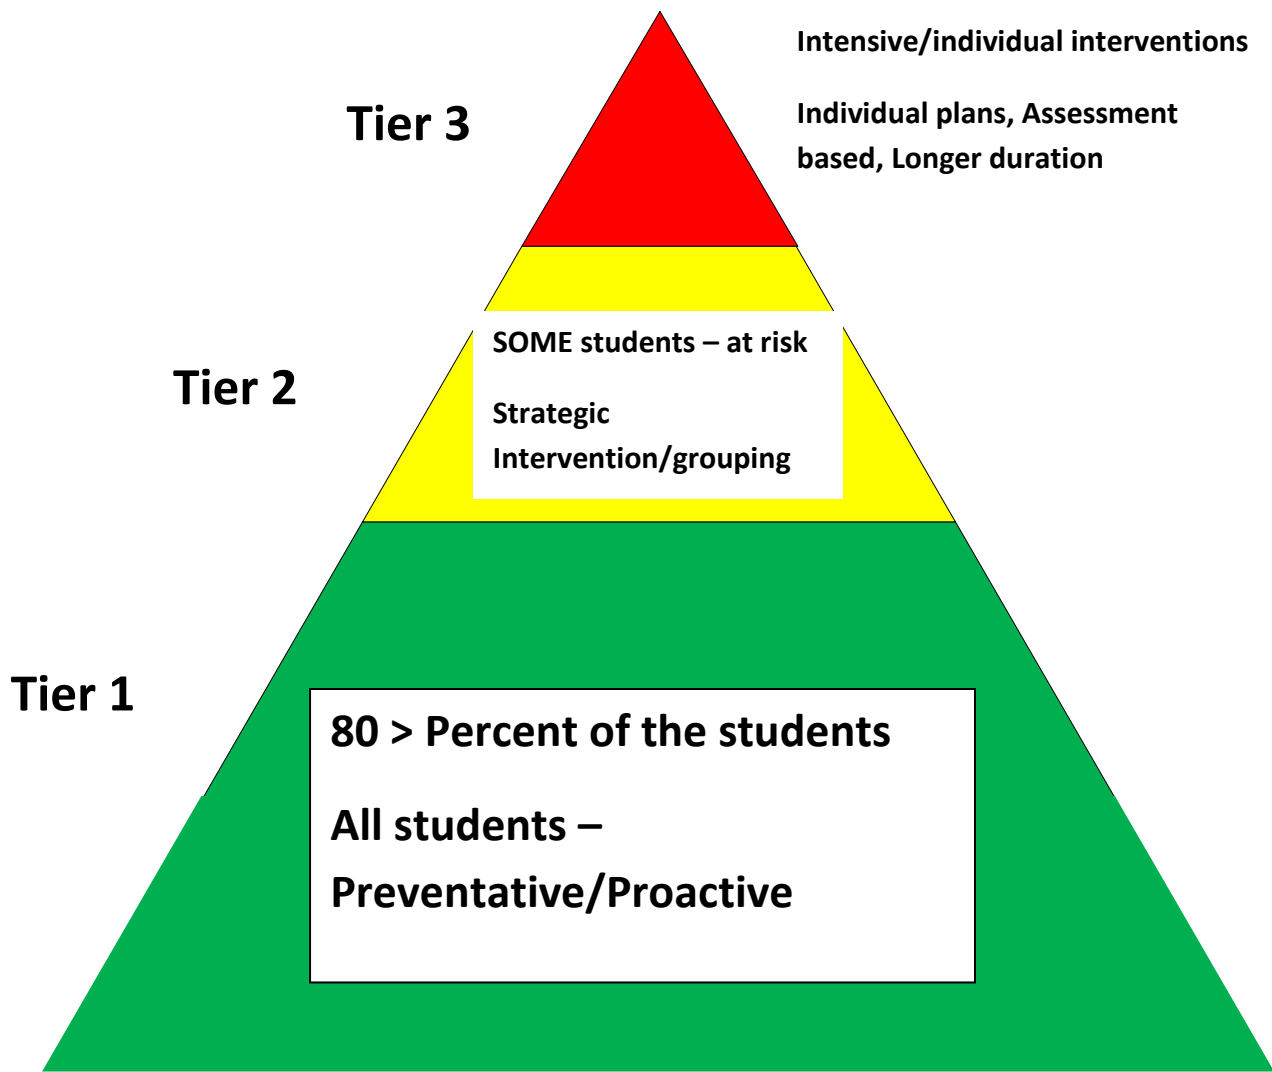 Intensive/individual interventions
Tier 3
Individual plans, Assessment
based, Longer duration
SOME students – at risk
Tier 2
Strategic
Intervention/grouping
Tier 1
80 > Percent of the students
All students –
Preventative/Proactive